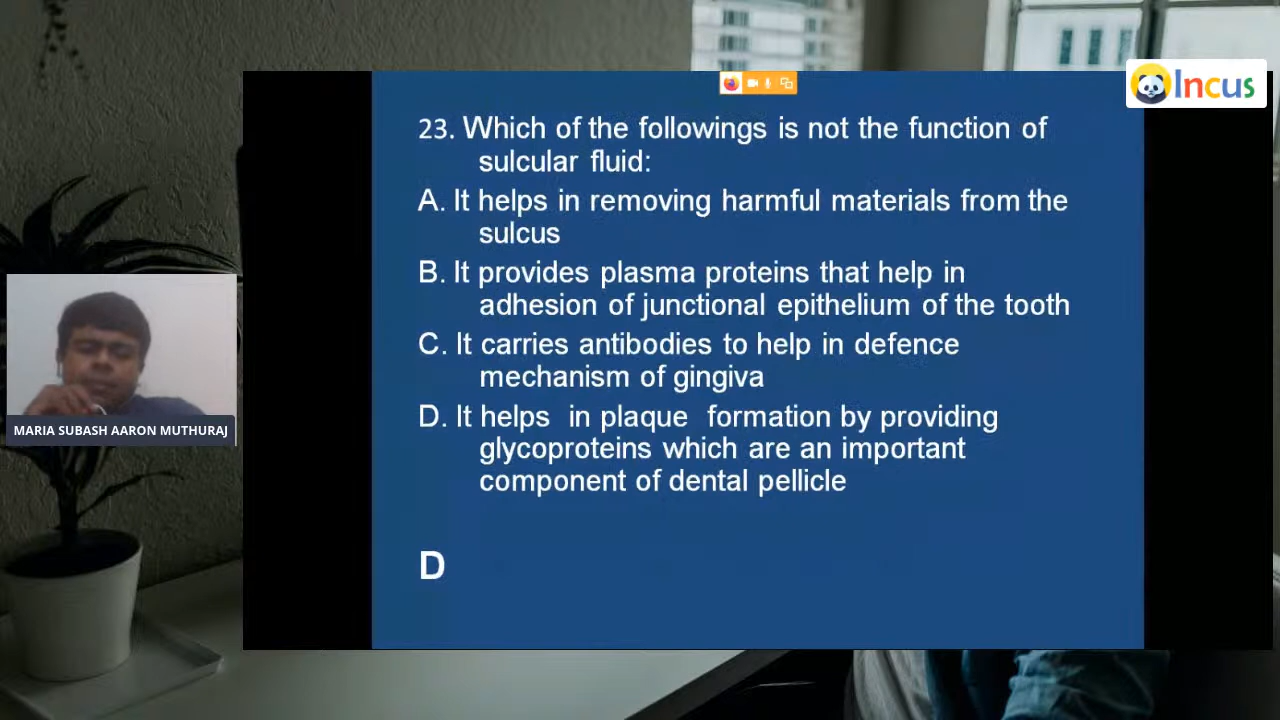 Incus
23. Which of the followings is not the function of
sulcular fluid:
A. It helps in removing harmful materials from the
sulcus
B. It provides plasma proteins that help in
adhesion of junctional epithelium of the tooth
C. It carries antibodies to help in defence
mechanism of gingiva
D. It helps in plaque formation by providing
glycoproteins which are an important
component of dental pellicle
D
MARIA SUBASH AARON MUTHURAJ